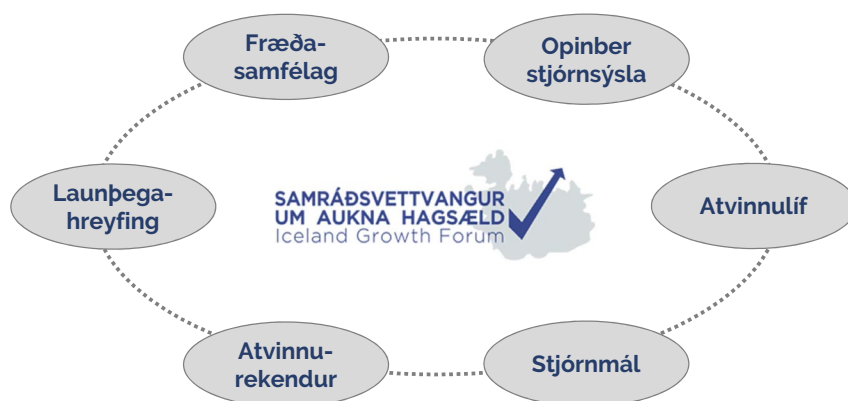 Fræða-
samfélag
Opinber
stjórnsýsla
Launþega-
hreyfing
SAMRÁÐSVETTVANGUR
UM AUKNA HAGSÆLD
Iceland Growth Forum
Atvinnulíf
Atvinnu-
rekendur
Stjórnmál